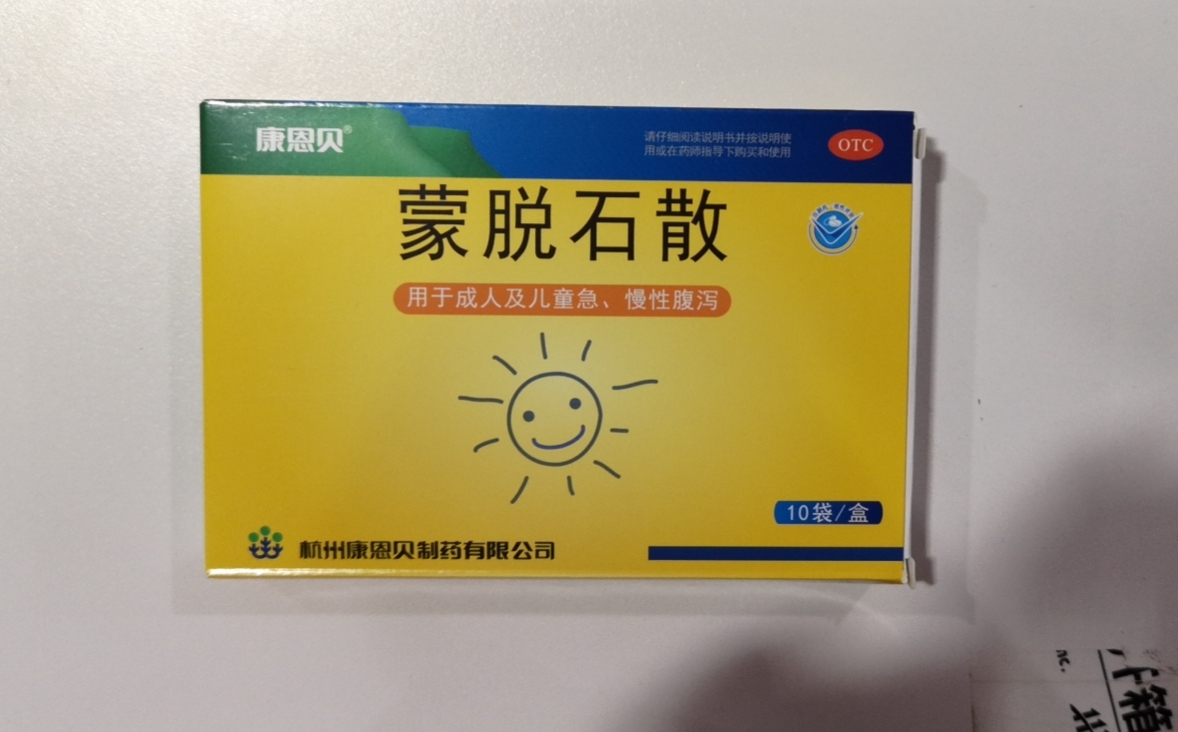 康恩贝®
请仔细阅读说明书并按说明使
用或在药师指导下购买和使用
OTC
蒙脱石散
用于成人及儿童急、慢性腹泻
10袋/盒
杭州康恩贝制药有限公司
箱